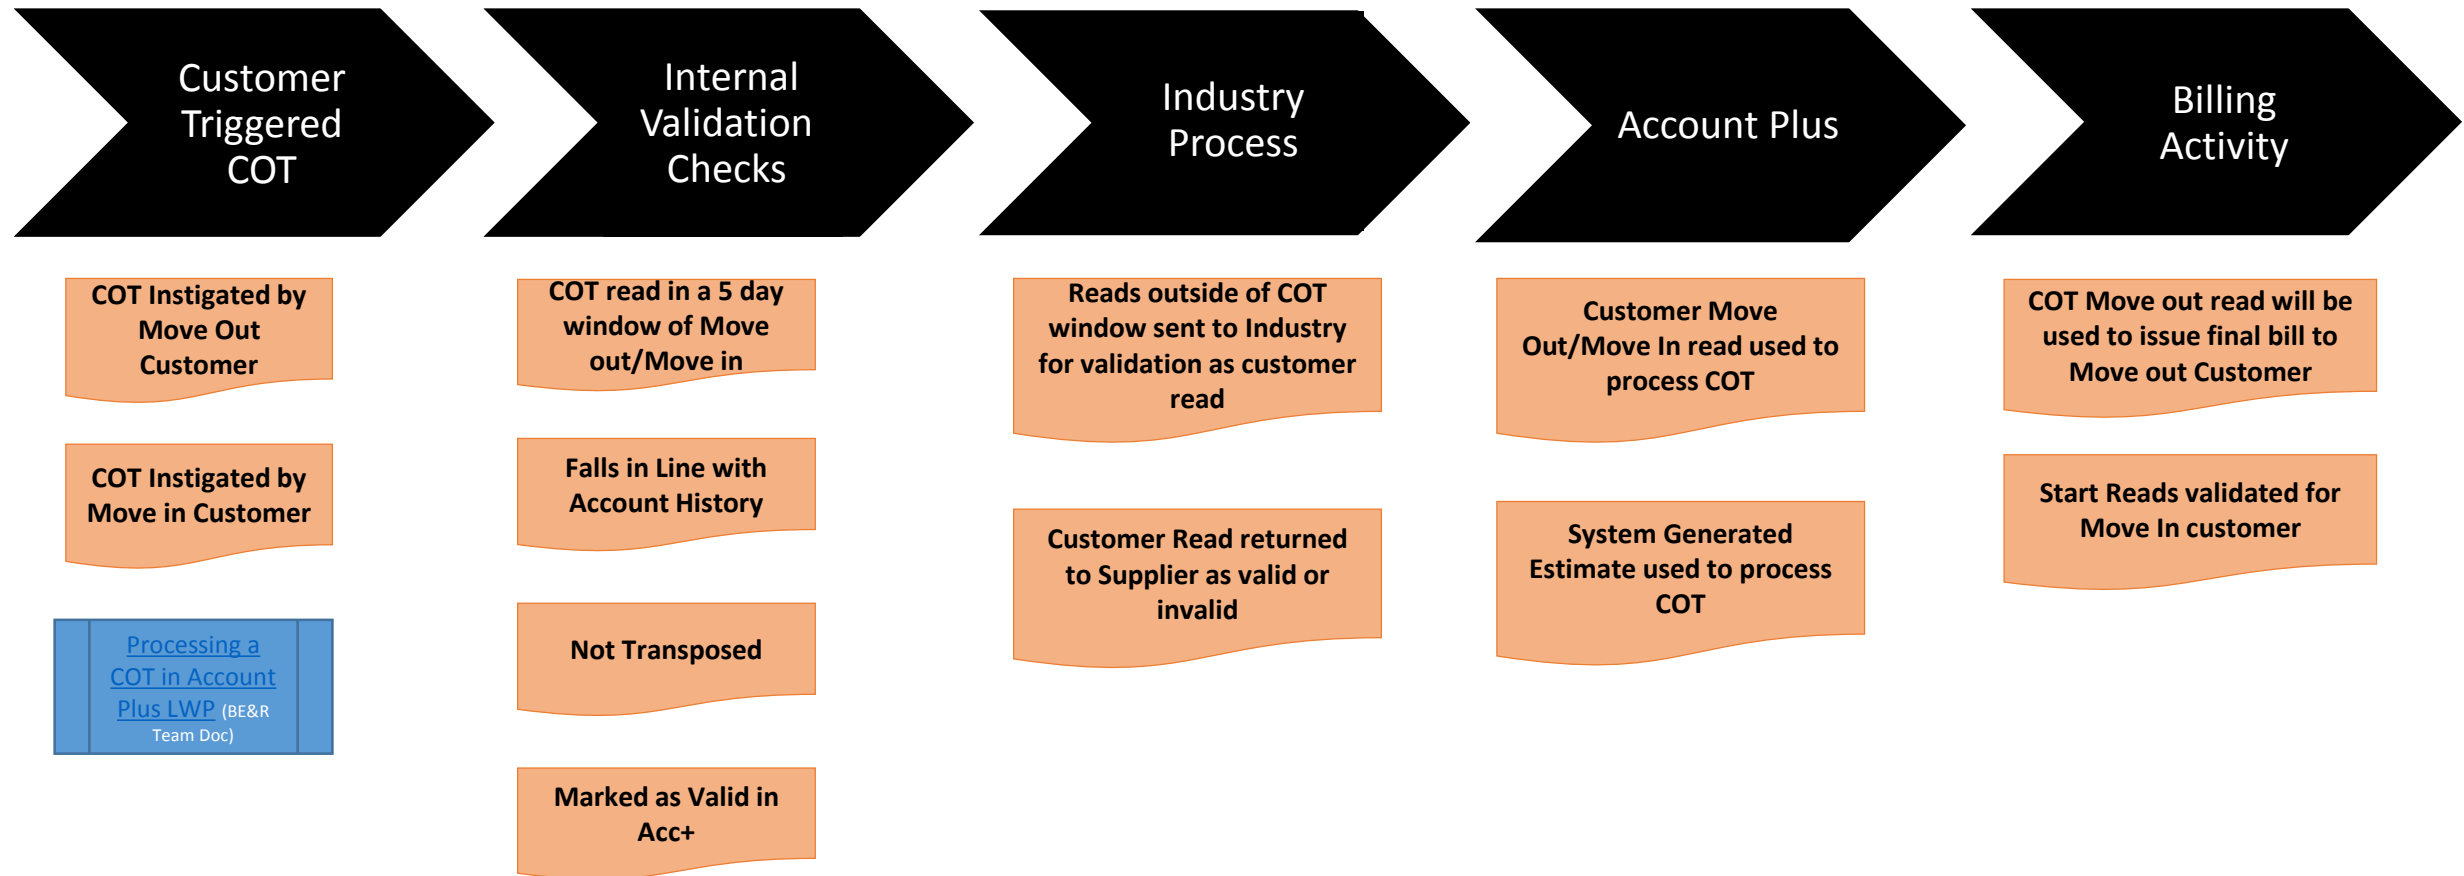 Customer
Triggered
COT
Internal
Validation
Checks
Industry
Process
Account Plus
Billing
Activity
COT Instigated by
Move Out
Customer
COT Instigated by
Move in Customer
Processing a
COT in Account
Plus LWP (BE&R
Team Doc)
COT read in a 5 day
window of Move
out/Move in
Falls in Line with
Account History
Not Transposed
Marked as Valid in
Acc+
Reads outside of COT
window sent to Industry
for validation as customer
read
Customer Read returned
to Supplier as valid or
invalid
Customer Move
Out/Move In read used to
process COT
System Generated
Estimate used to process
COT
COT Move out read will be
used to issue final bill to
Move out Customer
Start Reads validated for
Move In customer